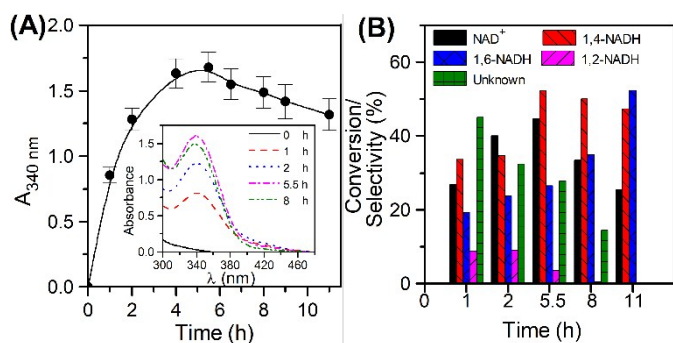 (A)
A340 nm
2.0
1.5
1.0
0.5
0.0
0 2 4 6 8 10
Time (h)
Absorbance
1.5
1.0
0.5
0.0
300 340 380 420 460
λ (nm)
0 h
1 h
2 h
5.5 h
8 h
(B)
Conversion/
Selectivity (%)
60
40
20
0
NAD+
1,4-NADH
1,6-NADH
1,2-NADH
Unknown
0 1 2 5.5 8 11
Time (h)